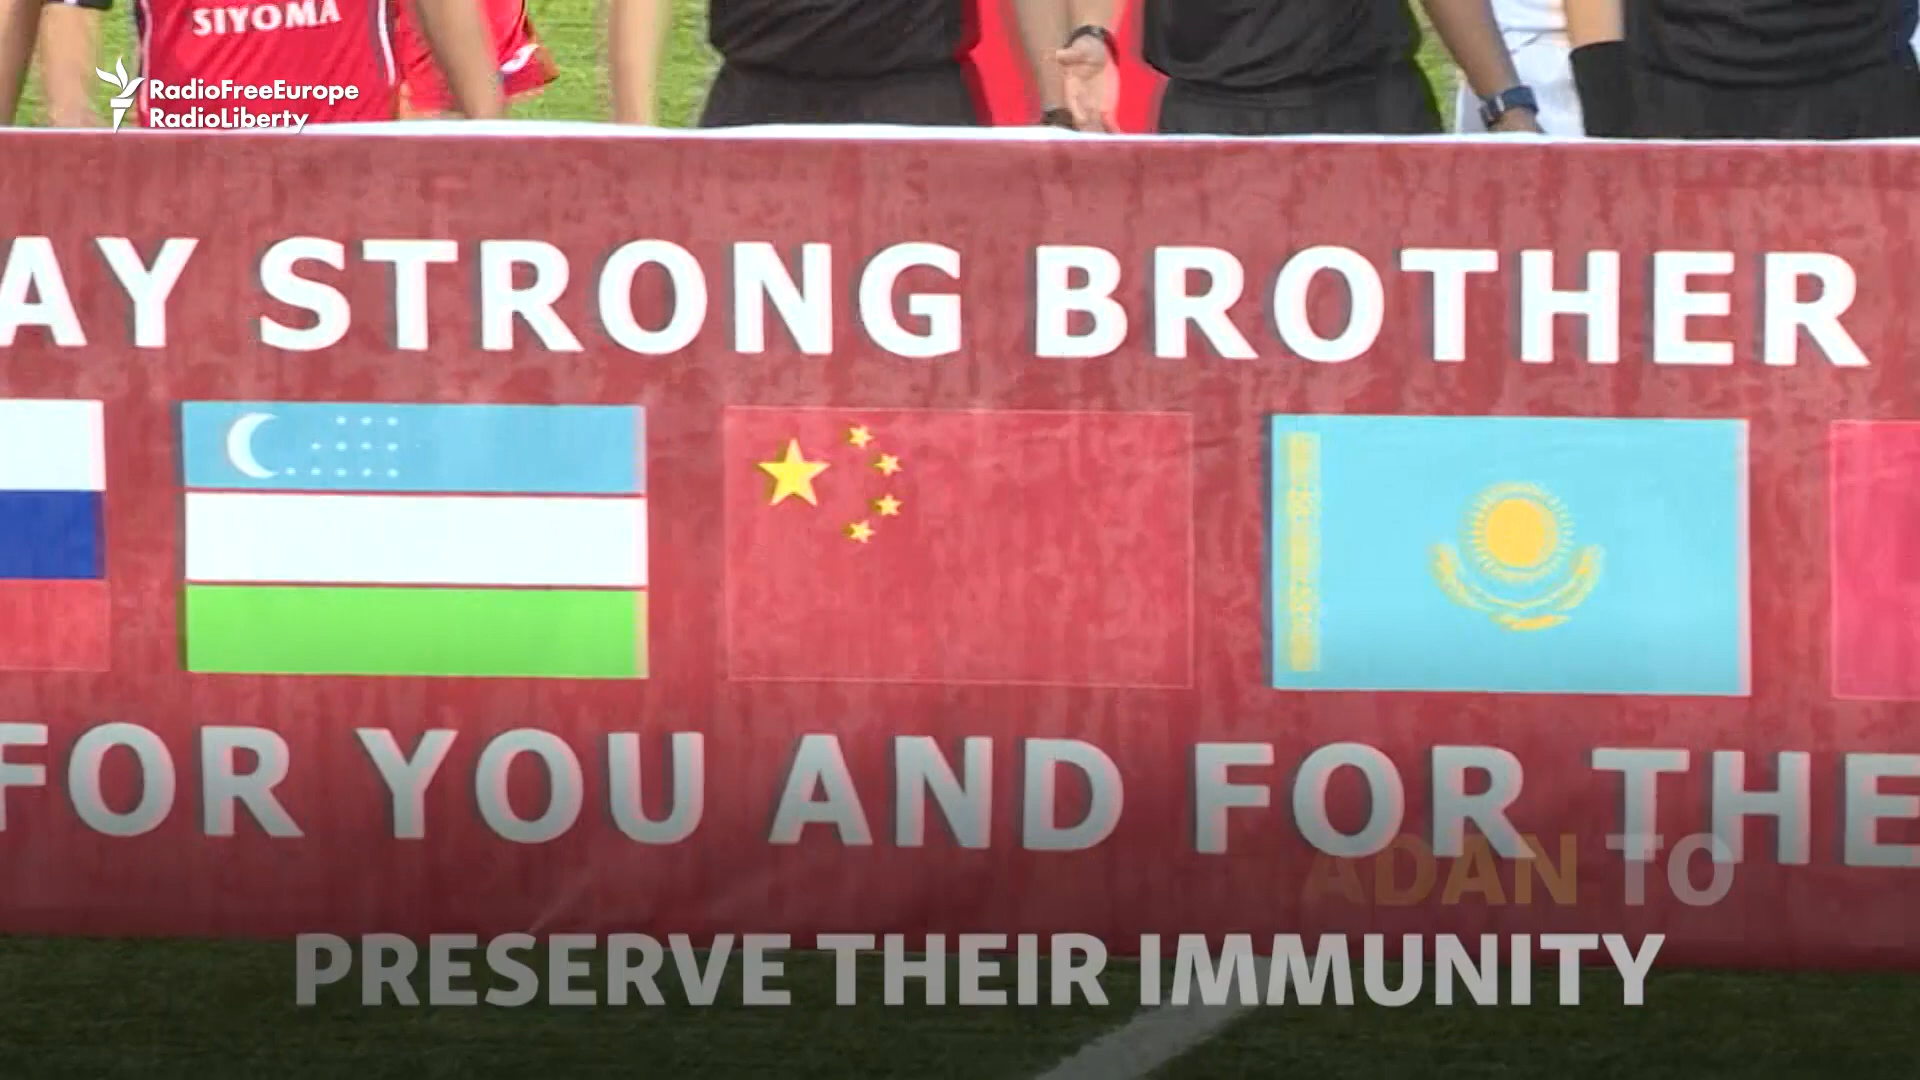 SIYOMA
RadioFreeEurope
RadioLiberty
AY STRONG BROTHER
FOR YOU AND FOR THE
ADAN TO
PRESERVE THEIR IMMUNITY